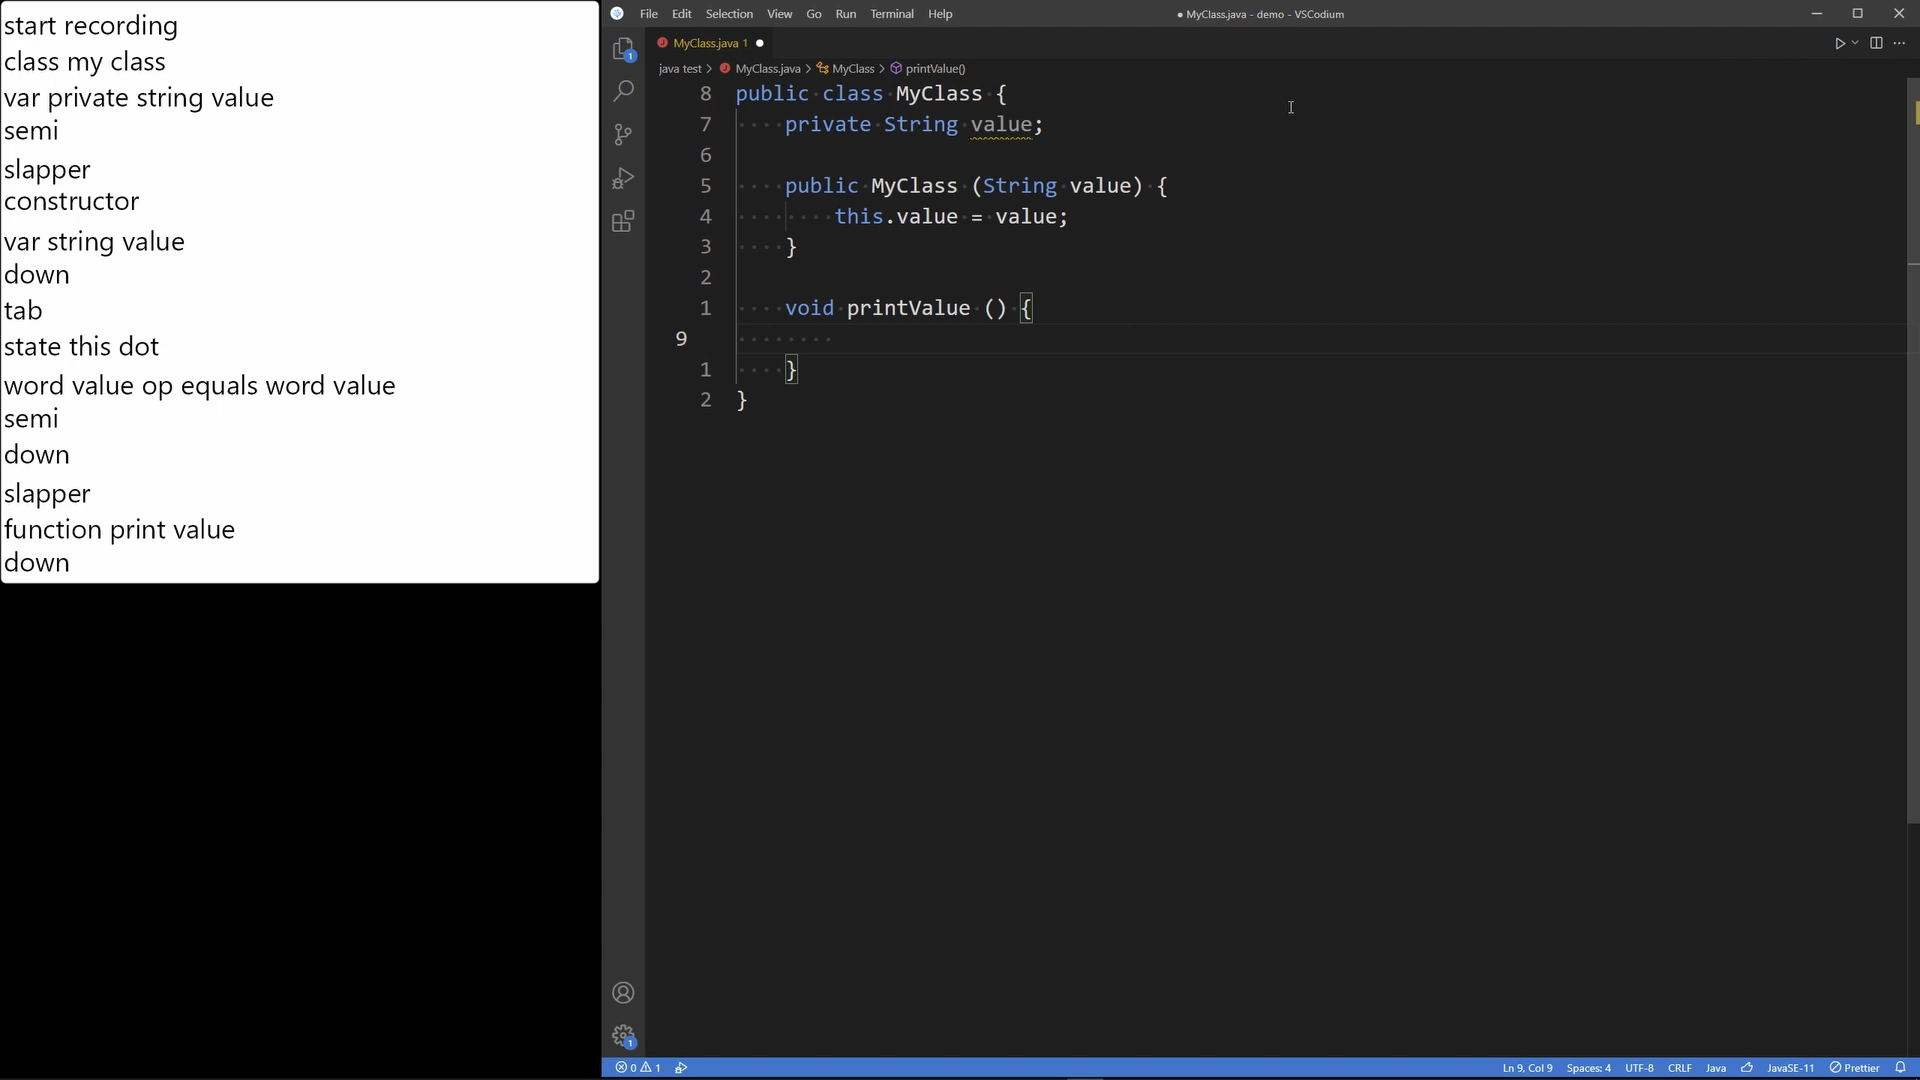 start recording
class my class
var private string value
semi
slapper
constructor
var string value
down
tab
state this dot
word value op equals word value
semi
down
slapper
function print value
down
File Edit Selection View Go Run Terminal Help
● MyClass.java - demo - VSCodium
MyClass.java 1 ●
java test > MyClass.java > MyClass > printValue()
8 public class MyClass {
7 private String value;
6
5 public MyClass (String value) {
4 this.value = value;
3 }
2
1 void printValue () {
9
1 }
2 }
1
1
0 1 Ln 9, Col 9 Spaces: 4 UTF-8 CRLF Java JavaSE-11 Prettier